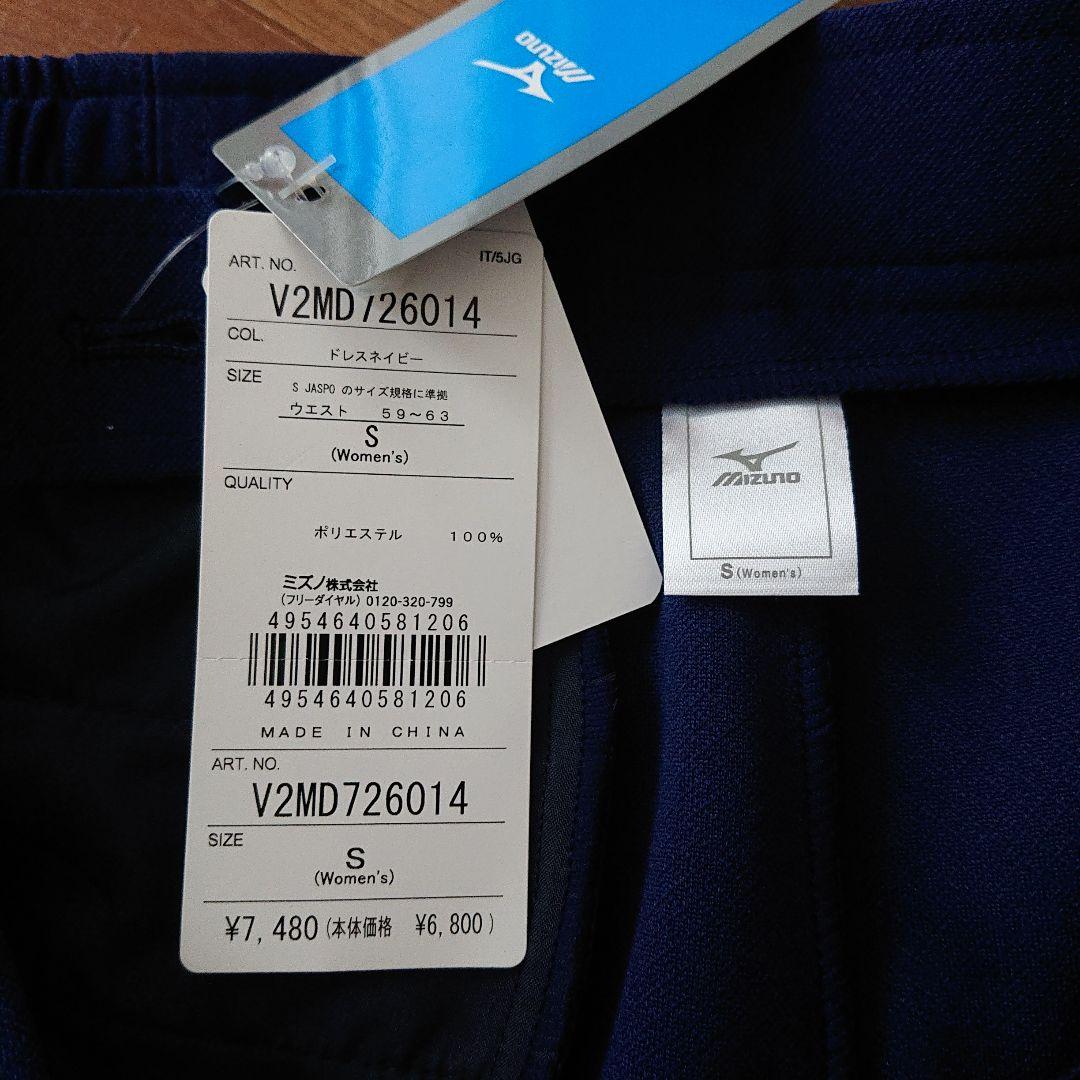 MIZUNO
IT/5JG
ART. NO.
V2MD726014
COL.
ドレスネイビー
SIZE
S JASPO のサイズ規格に準拠
ウエスト 59～63
S
(Women's)
QUALITY
ポリエステル 100%
ミズノ株式会社
(フリーダイヤル) 0120-320-799
4954640581206
4954640581206
MADE IN CHINA
ART. NO.
V2MD726014
SIZE
S
(Women's)
¥7,480(本体価格 ¥6,800)
MIZUNO
S (Women's)